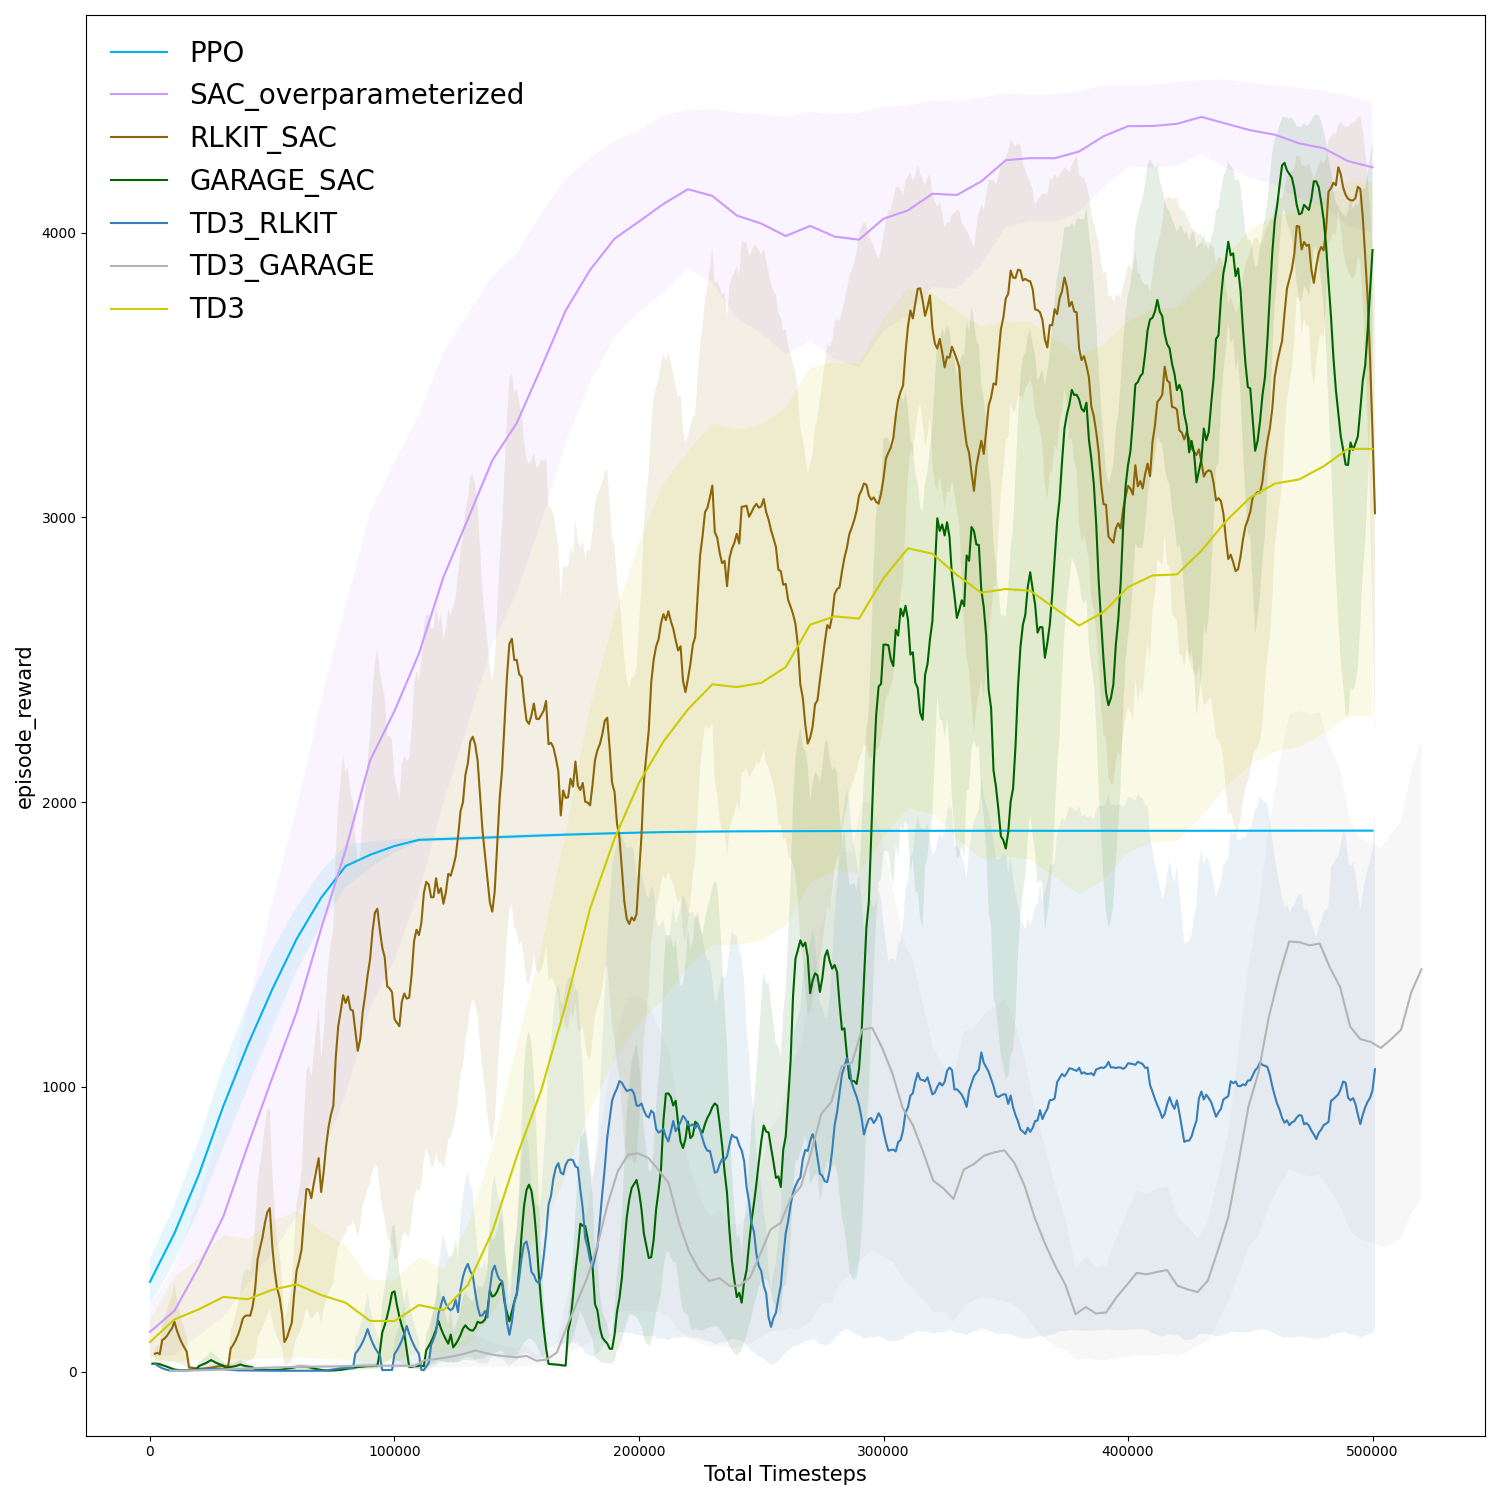 PPO
SAC_overparameterized
RLKIT_SAC
GARAGE_SAC
TD3_RLKIT
TD3_GARAGE
TD3
4000
3000
2000
1000
0
episode_reward
0 100000 200000 300000 400000 500000
Total Timesteps